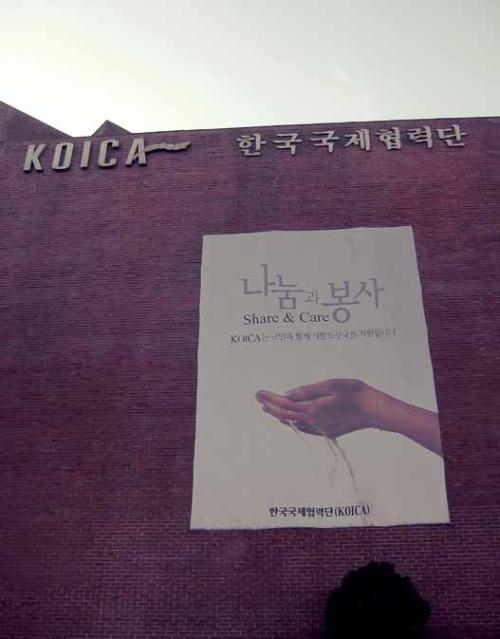 KOICA 한국국제협력단
나눔과 봉사
Share & Care
KOICA는 국민과 함께 개발도상국을 지원합니다
한국국제협력단(KOICA)